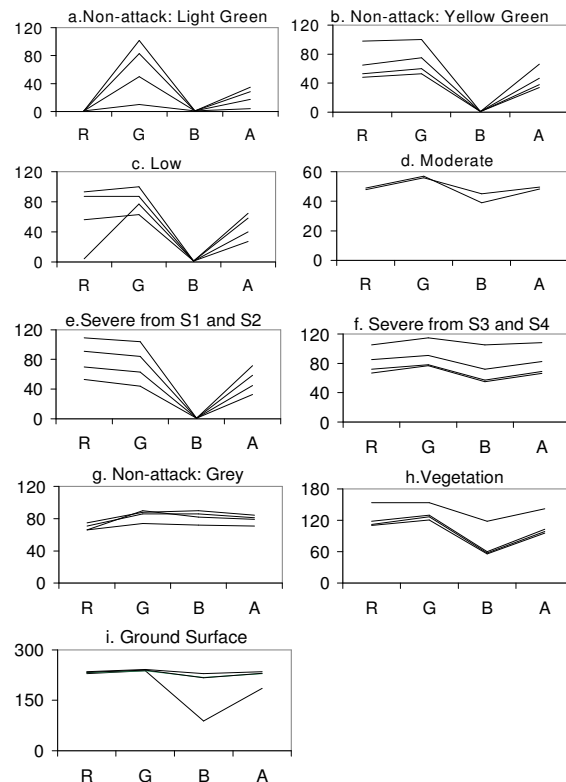 a.Non-attack: Light Green
120
80
40
0
R G B A
b. Non-attack: Yellow Green
120
80
40
0
R G B A
c. Low
120
80
40
0
R G B A
d. Moderate
60
40
20
0
R G B A
e.Severe from S1 and S2
120
80
40
0
R G B A
f. Severe from S3 and S4
120
80
40
0
R G B A
g. Non-attack: Grey
120
80
40
0
R G B A
h.Vegetation
180
120
60
0
R G B A
i. Ground Surface
300
150
0
R G B A